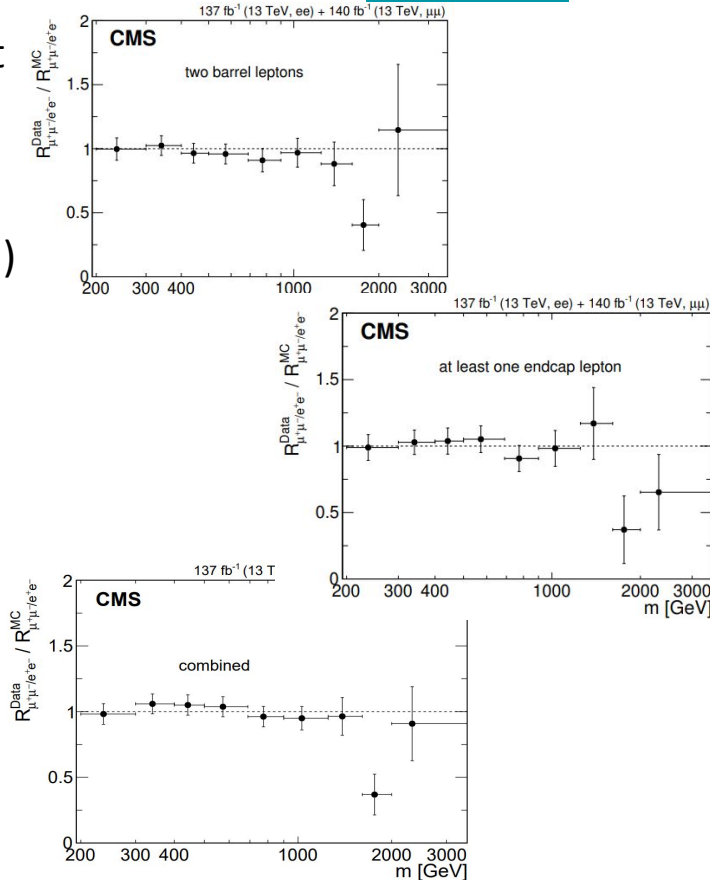 137 fb⁻¹ (13 TeV, ee) + 140 fb⁻¹ (13 TeV, μμ)
CMS
two barrel leptons
R^Data_μ⁺μ⁻/e⁺e⁻ / R^MC_μ⁺μ⁻/e⁺e⁻
2
1.5
1
0.5
0
200 300 400 1000 2000 3000
)
137 fb⁻¹ (13 TeV, ee) + 140 fb⁻¹ (13 TeV, μμ)
CMS
at least one endcap lepton
R^Data_μ⁺μ⁻/e⁺e⁻ / R^MC_μ⁺μ⁻/e⁺e⁻
2
1.5
1
0.5
0
200 300 400 1000 2000 3000
m [GeV]
137 fb⁻¹ (13 T
CMS
combined
R^Data_μ⁺μ⁻/e⁺e⁻ / R^MC_μ⁺μ⁻/e⁺e⁻
2
1.5
1
0.5
0
200 300 400 1000 2000 3000
m [GeV]